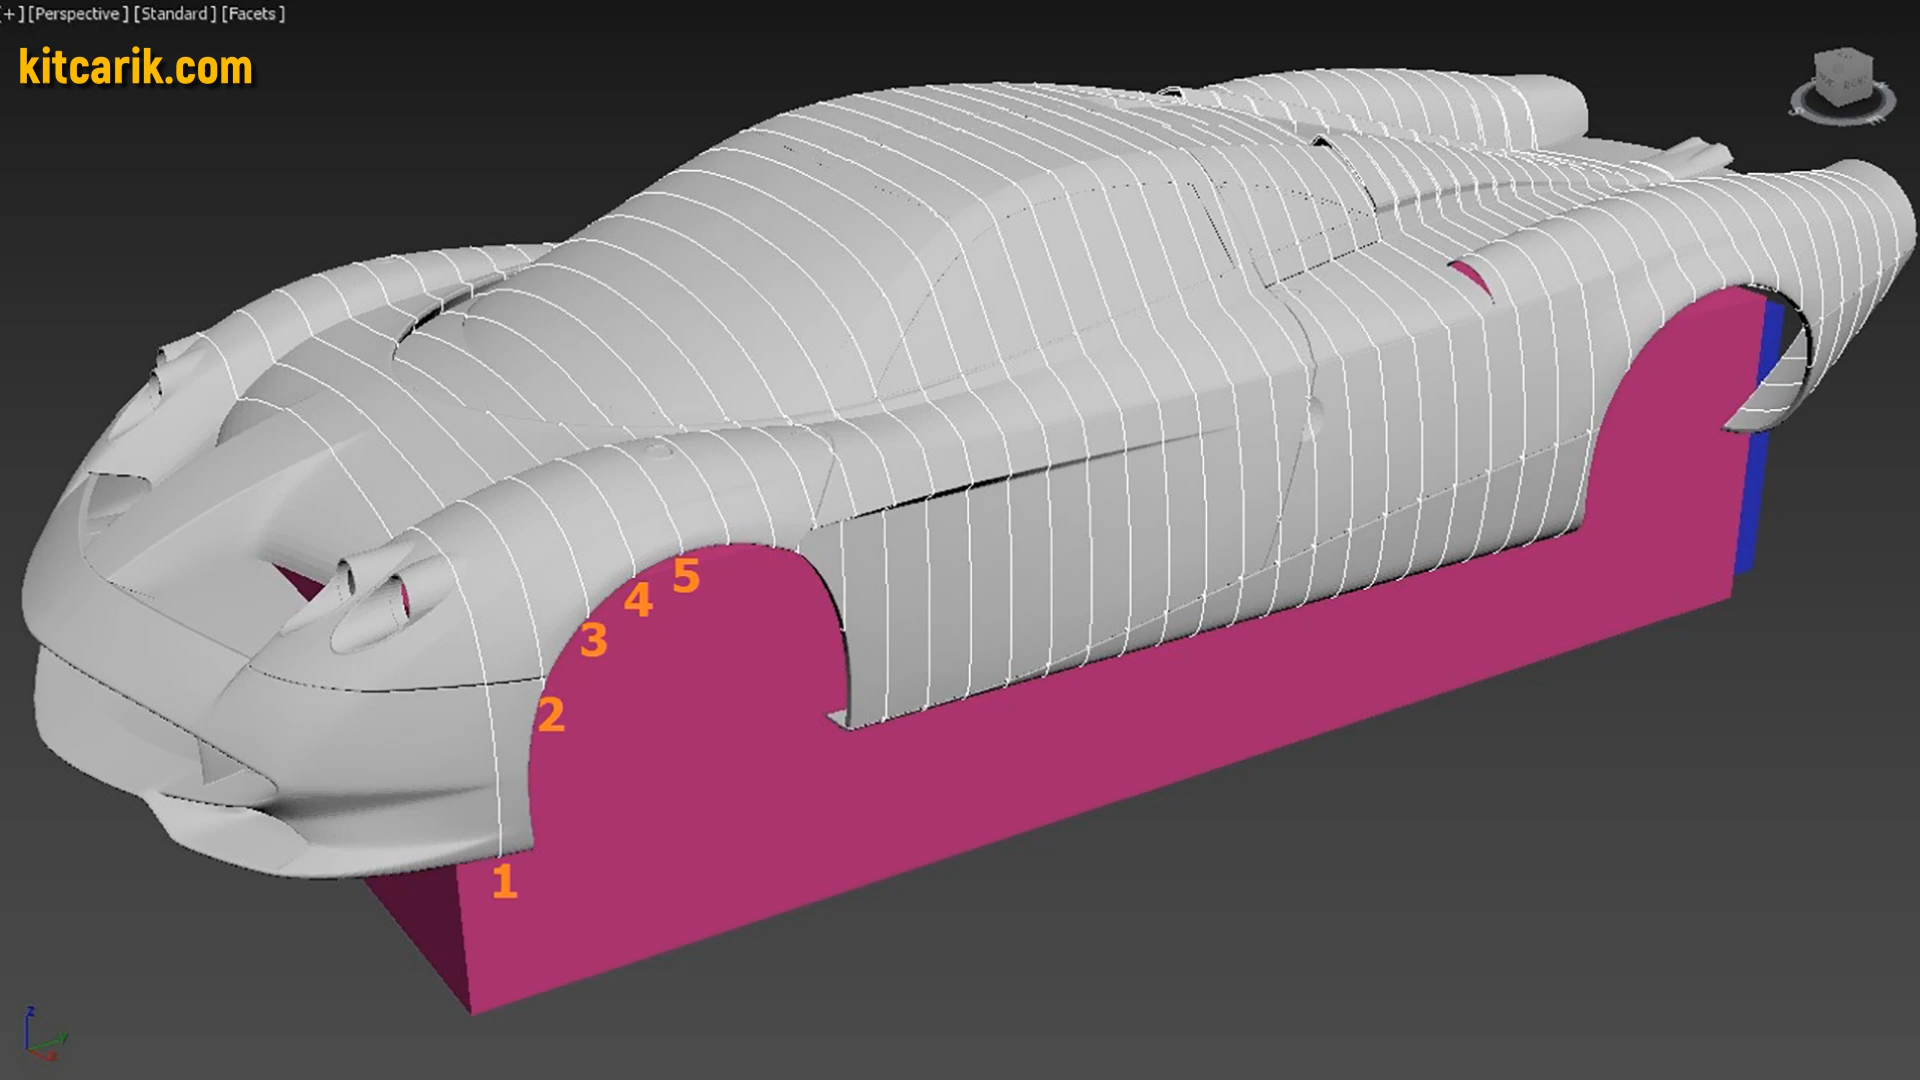 [+] [Perspective] [Standard] [Facets]
kitcarik.com
5
4
3
2
1
z
y
x